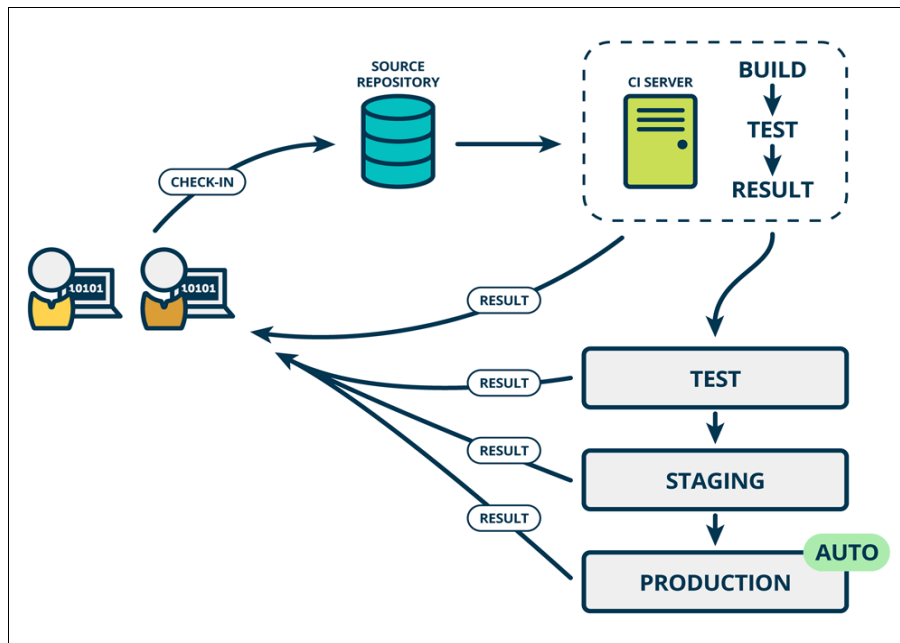 SOURCE
REPOSITORY
CI SERVER
BUILD
TEST
RESULT
CHECK-IN
10101
10101
RESULT
RESULT
TEST
RESULT
STAGING
RESULT
AUTO
PRODUCTION